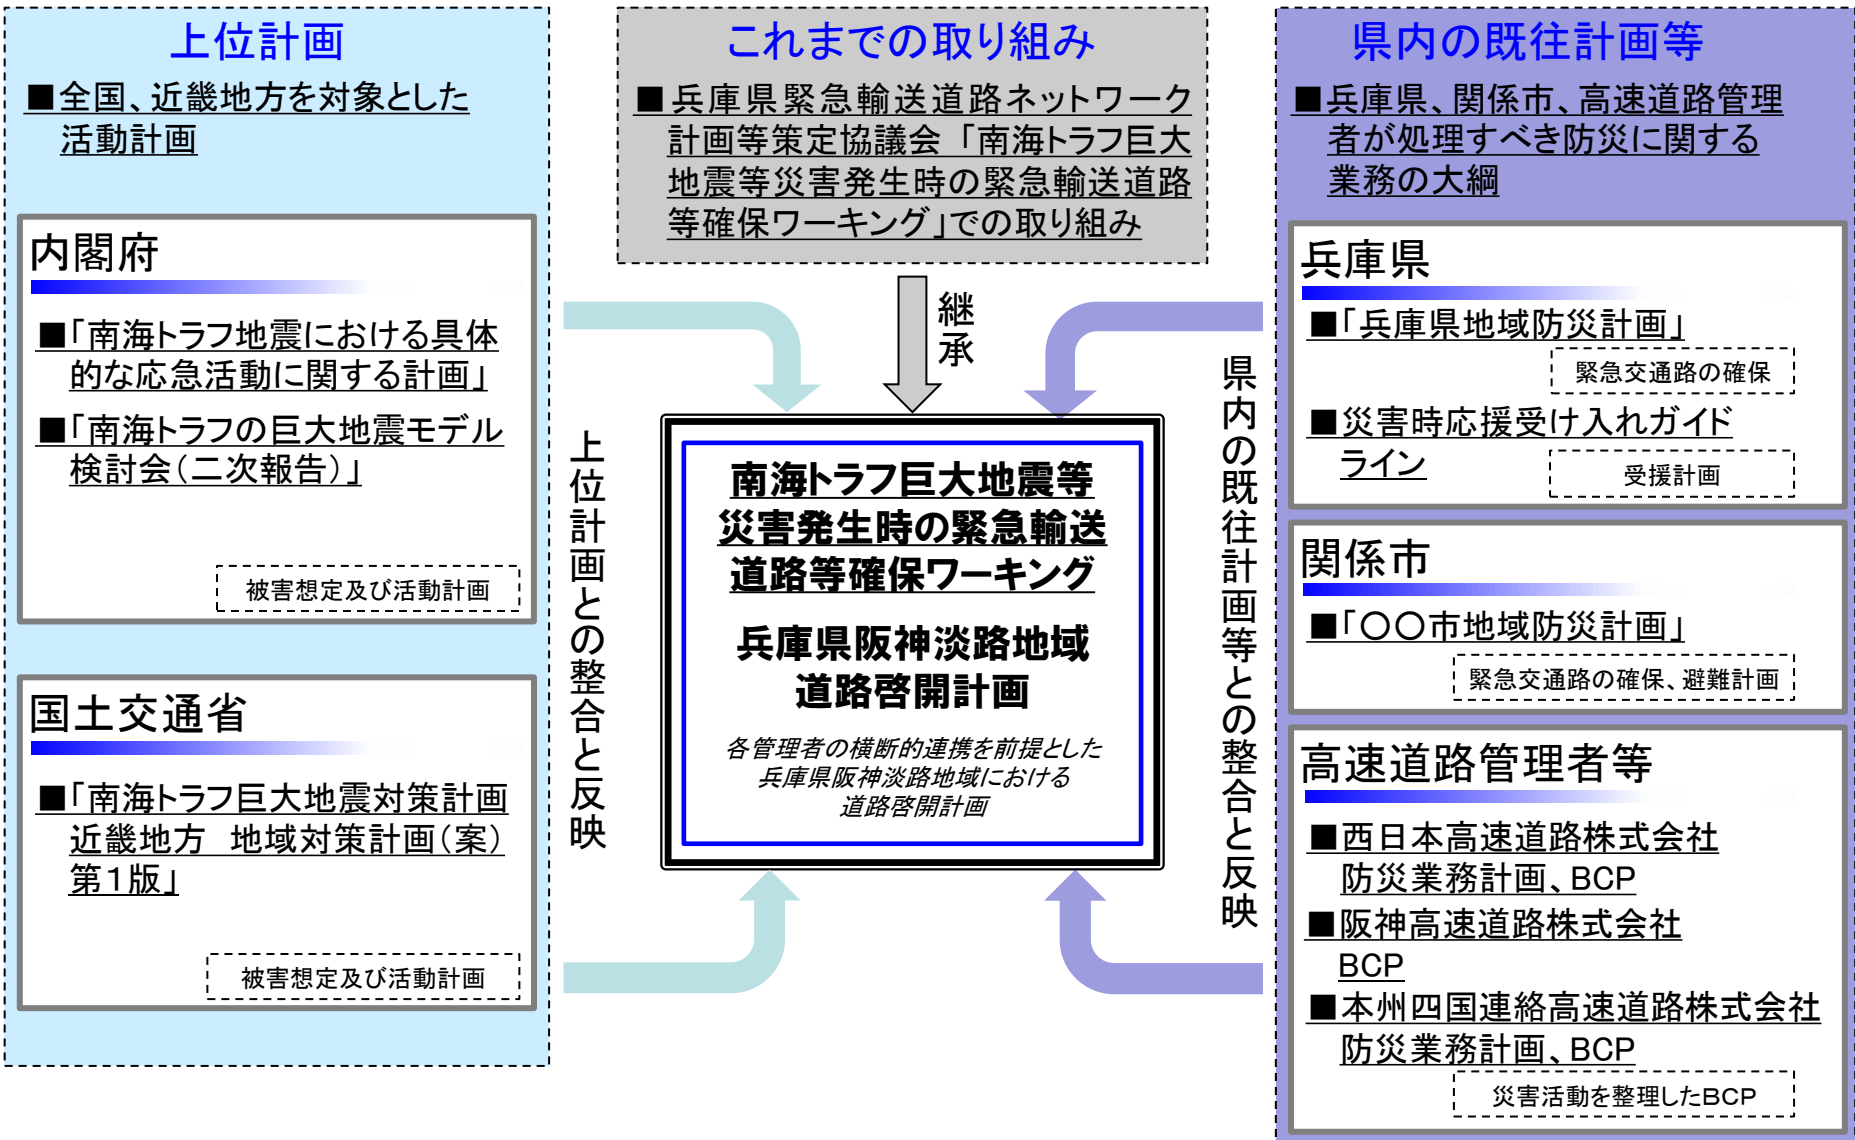 上位計画
■全国、近畿地方を対象とした
活動計画
内閣府
■「南海トラフ地震における具体
的な応急活動に関する計画」
■「南海トラフの巨大地震モデル
検討会（二次報告）」
被害想定及び活動計画
国土交通省
■「南海トラフ巨大地震対策計画
近畿地方　地域対策計画（案）
第1版」
被害想定及び活動計画
上位計画との整合と反映
これまでの取り組み
■兵庫県緊急輸送道路ネットワーク
計画等策定協議会「南海トラフ巨大
地震等災害発生時の緊急輸送道路
等確保ワーキング」での取り組み
継承
南海トラフ巨大地震等
災害発生時の緊急輸送
道路等確保ワーキング
兵庫県阪神淡路地域
道路啓開計画
各管理者の横断的連携を前提とした
兵庫県阪神淡路地域における
道路啓開計画
県内の既往計画等との整合と反映
県内の既往計画等
■兵庫県、関係市、高速道路管理
者が処理すべき防災に関する
業務の大綱
兵庫県
■「兵庫県地域防災計画」
緊急交通路の確保
■災害時応援受け入れガイド
ライン
受援計画
関係市
■「〇〇市地域防災計画」
緊急交通路の確保、避難計画
高速道路管理者等
■西日本高速道路株式会社
防災業務計画、BCP
■阪神高速道路株式会社
BCP
■本州四国連絡高速道路株式会社
防災業務計画、BCP
災害活動を整理したBCP